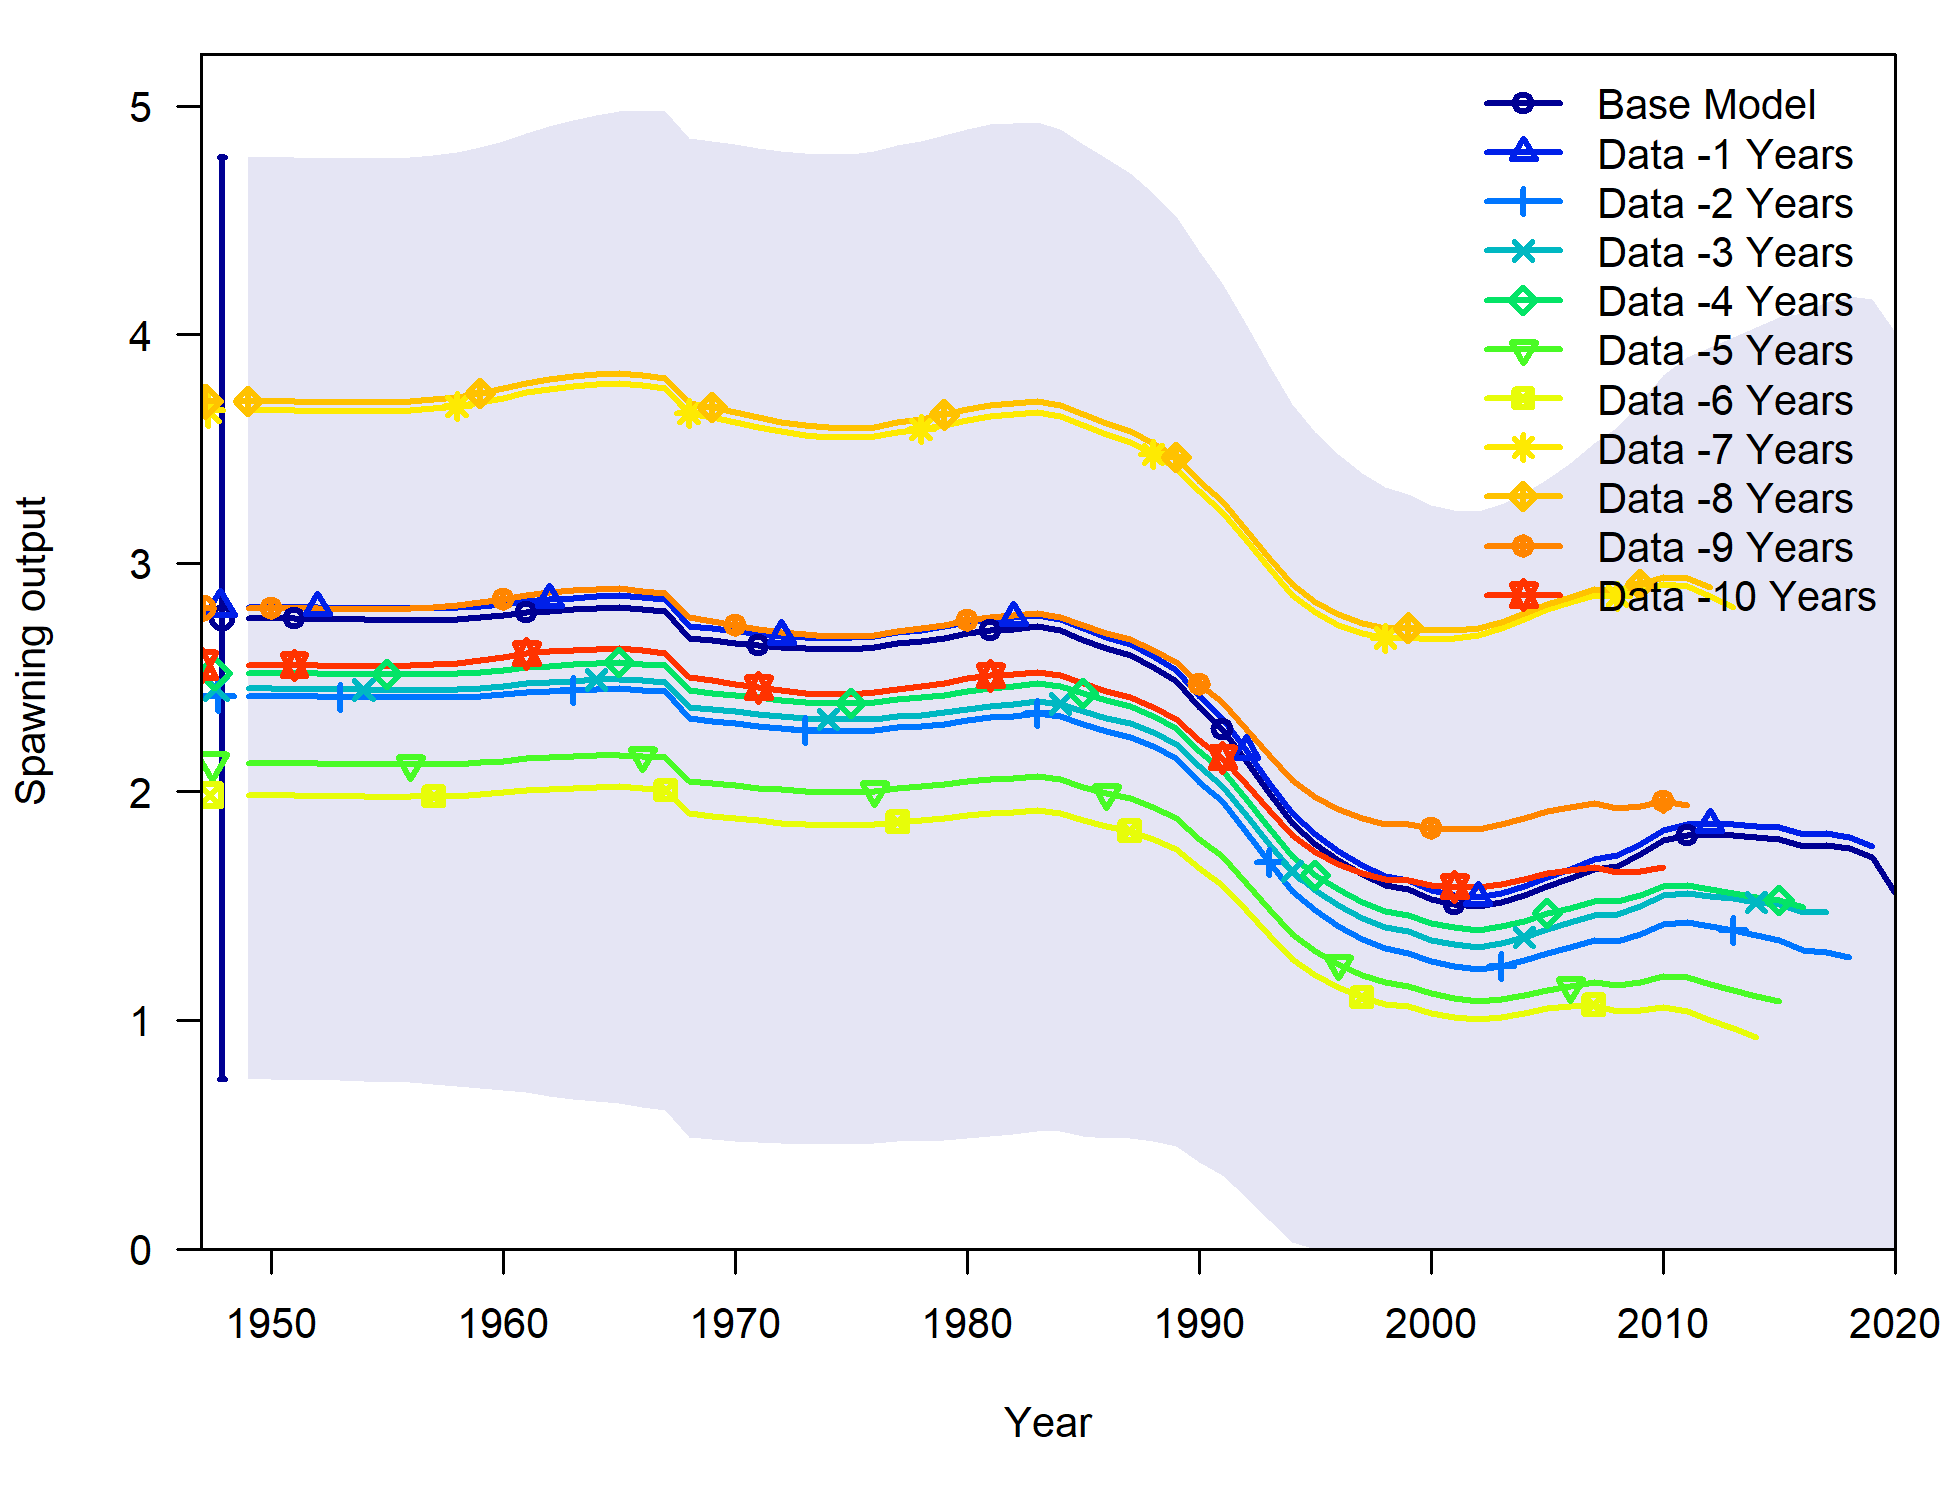 5
4
3
2
1
0
Spawning output
Base Model
Data -1 Years
Data -2 Years
Data -3 Years
Data -4 Years
Data -5 Years
Data -6 Years
Data -7 Years
Data -8 Years
Data -9 Years
Data -10 Years
1950 1960 1970 1980 1990 2000 2010 2020
Year